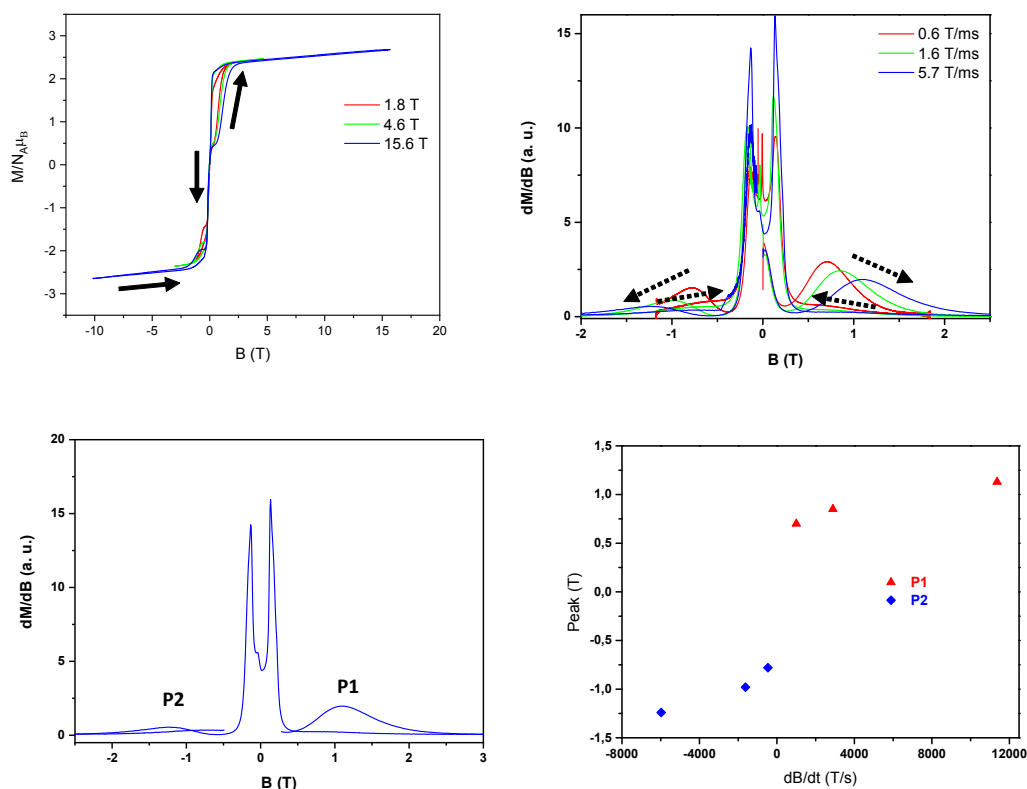 3
2
1
0
-1
-2
-3
M/NAμB
-10
-5
0
5
10
15
20
B (T)
1.8 T
4.6 T
15.6 T
15
10
5
0
dM/dB (a. u.)
-2
-1
0
1
2
B (T)
0.6 T/ms
1.6 T/ms
5.7 T/ms
20
15
10
5
0
dM/dB (a. u.)
P2
P1
-2
-1
0
1
2
3
B (T)
1,5
1,0
0,5
0,0
-0,5
-1,0
-1,5
Peak (T)
P1
P2
-8000
-4000
0
4000
8000
12000
dB/dt (T/s)